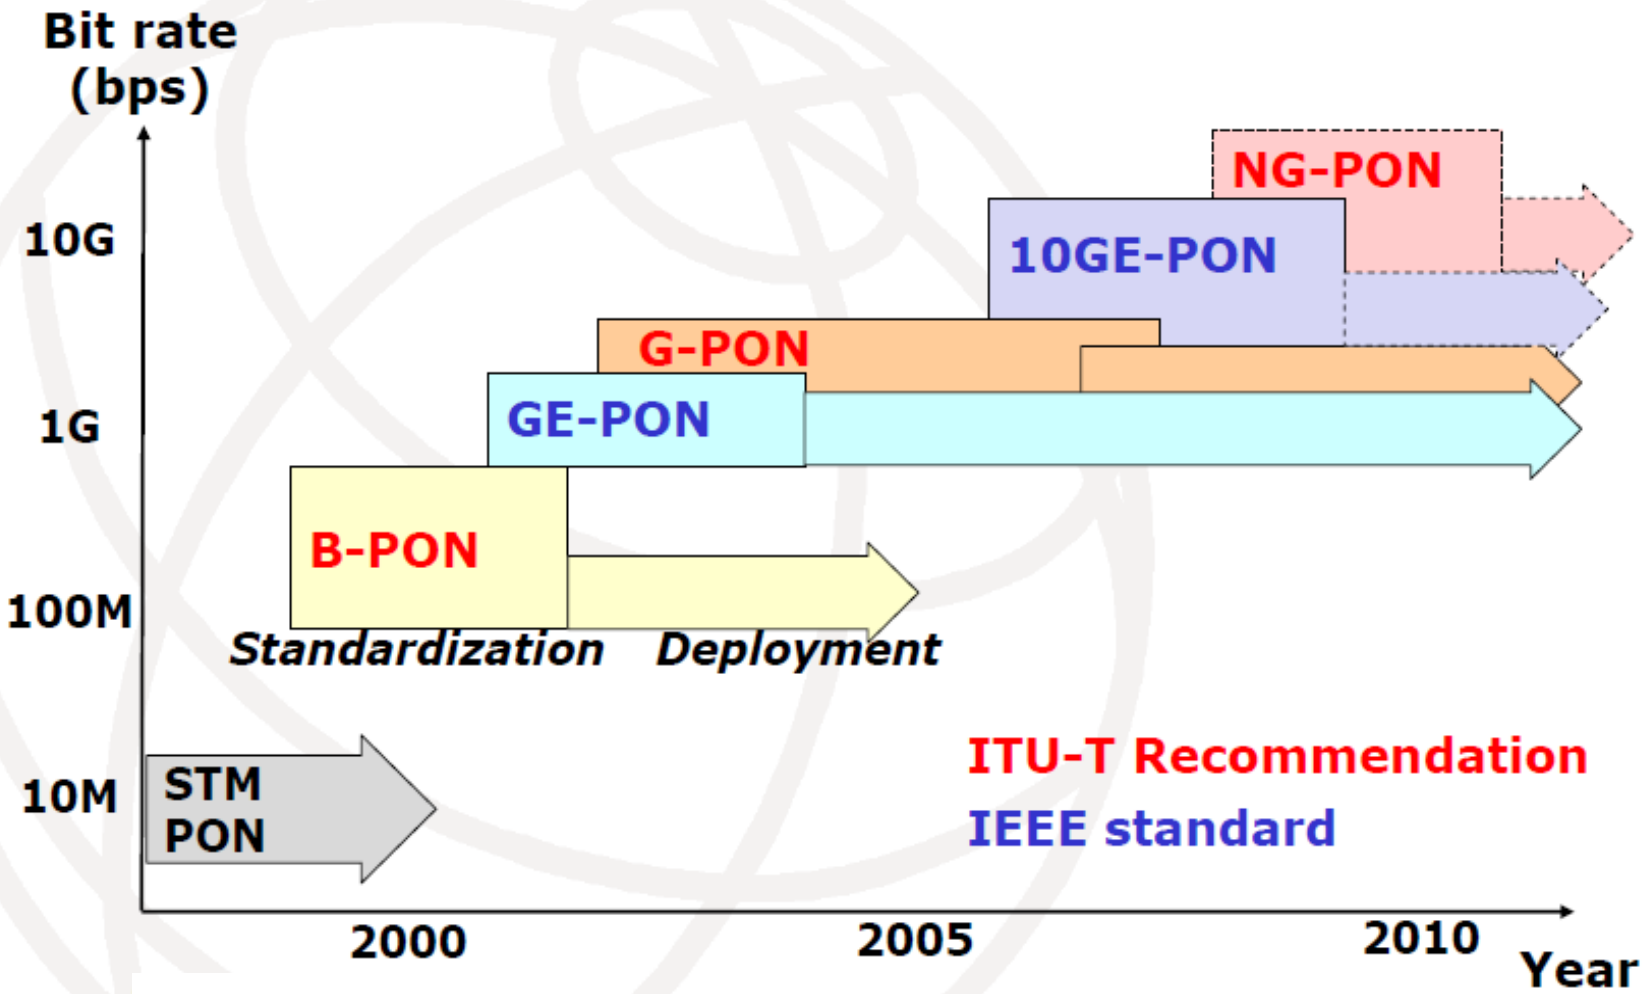 Bit rate
(bps)
NG-PON
10G
10GE-PON
G-PON
1G
GE-PON
B-PON
100M
Standardization Deployment
10M
STM
PON
ITU-T Recommendation
IEEE standard
2000 2005 2010
Year